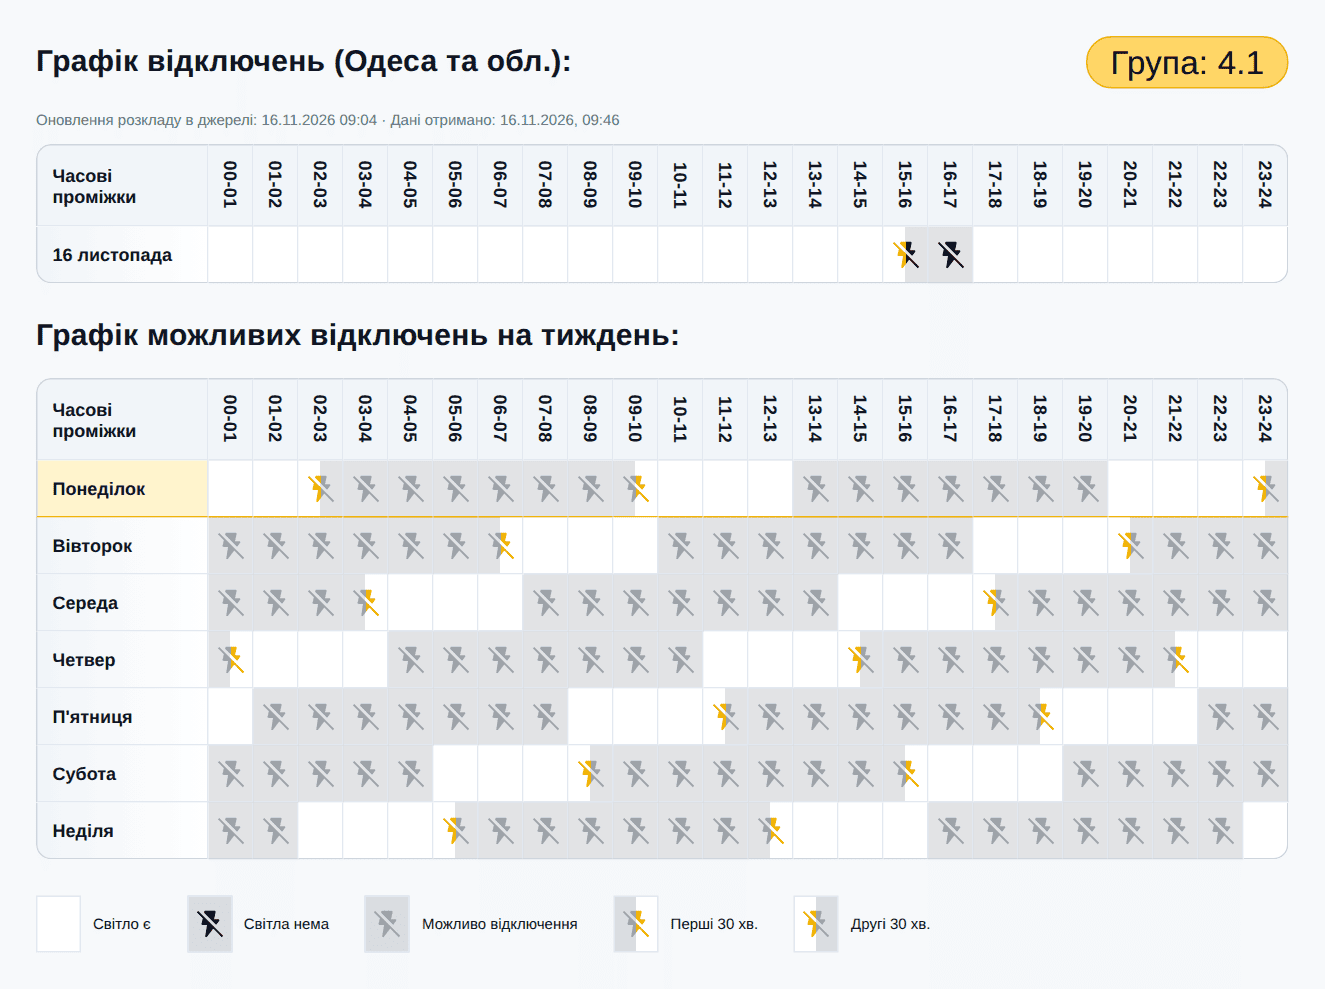 Графік відключень (Одеса та обл.):
Група: 4.1
Оновлення розкладу в джерелі: 16.11.2026 09:04 · Дані отримано: 16.11.2026, 09:46
Часові
проміжки
00-01 01-02 02-03 03-04 04-05 05-06 06-07 07-08 08-09 09-10 10-11 11-12 12-13 13-14 14-15 15-16 16-17 17-18 18-19 19-20 20-21 21-22 22-23 23-24
16 листопада
Графік можливих відключень на тиждень:
Часові
проміжки
00-01 01-02 02-03 03-04 04-05 05-06 06-07 07-08 08-09 09-10 10-11 11-12 12-13 13-14 14-15 15-16 16-17 17-18 18-19 19-20 20-21 21-22 22-23 23-24
Понеділок
Вівторок
Середа
Четвер
П'ятниця
Субота
Неділя
Світло є Світла нема Можливо відключення Перші 30 хв. Другі 30 хв.